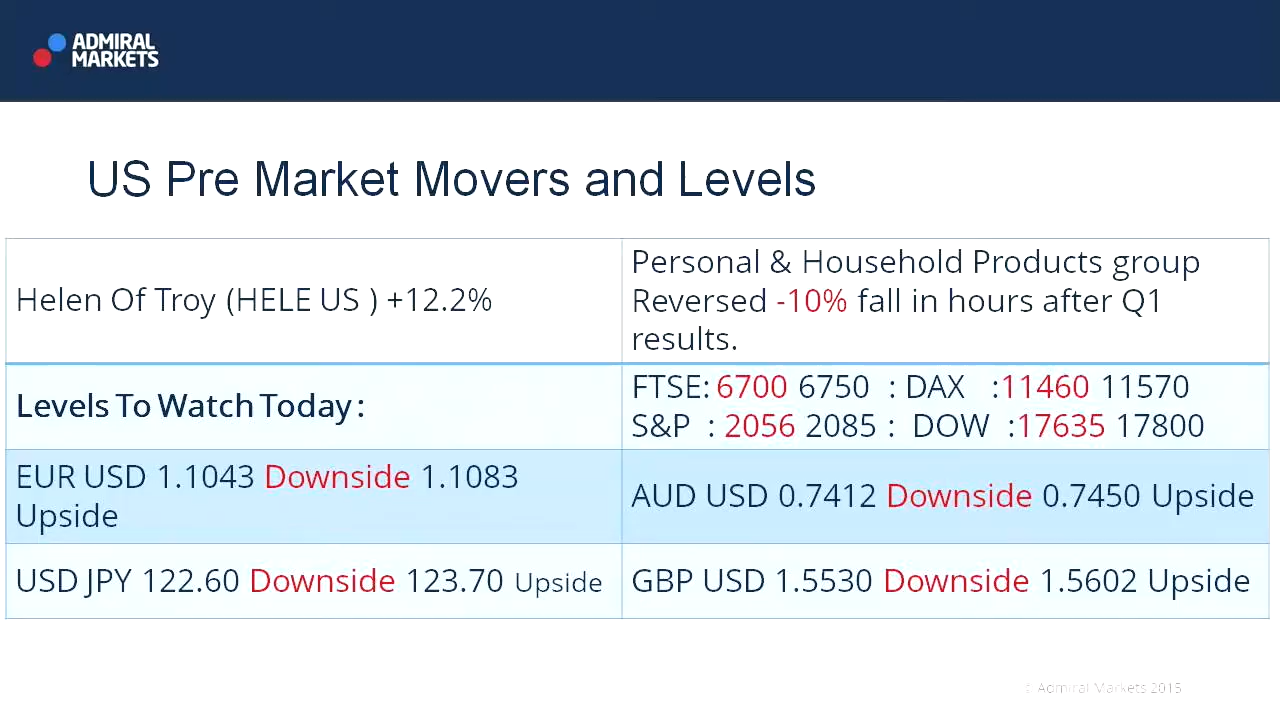 ADMIRAL
MARKETS
US Pre Market Movers and Levels
Helen Of Troy (HELE US ) +12.2%
Personal & Household Products group
Reversed -10% fall in hours after Q1
results.
Levels To Watch Today :
FTSE: 6700 6750 : DAX :11460 11570
S&P : 2056 2085 : DOW :17635 17800
EUR USD 1.1043 Downside 1.1083
Upside
AUD USD 0.7412 Downside 0.7450 Upside
USD JPY 122.60 Downside 123.70 Upside
GBP USD 1.5530 Downside 1.5602 Upside
© Admiral Markets 2015